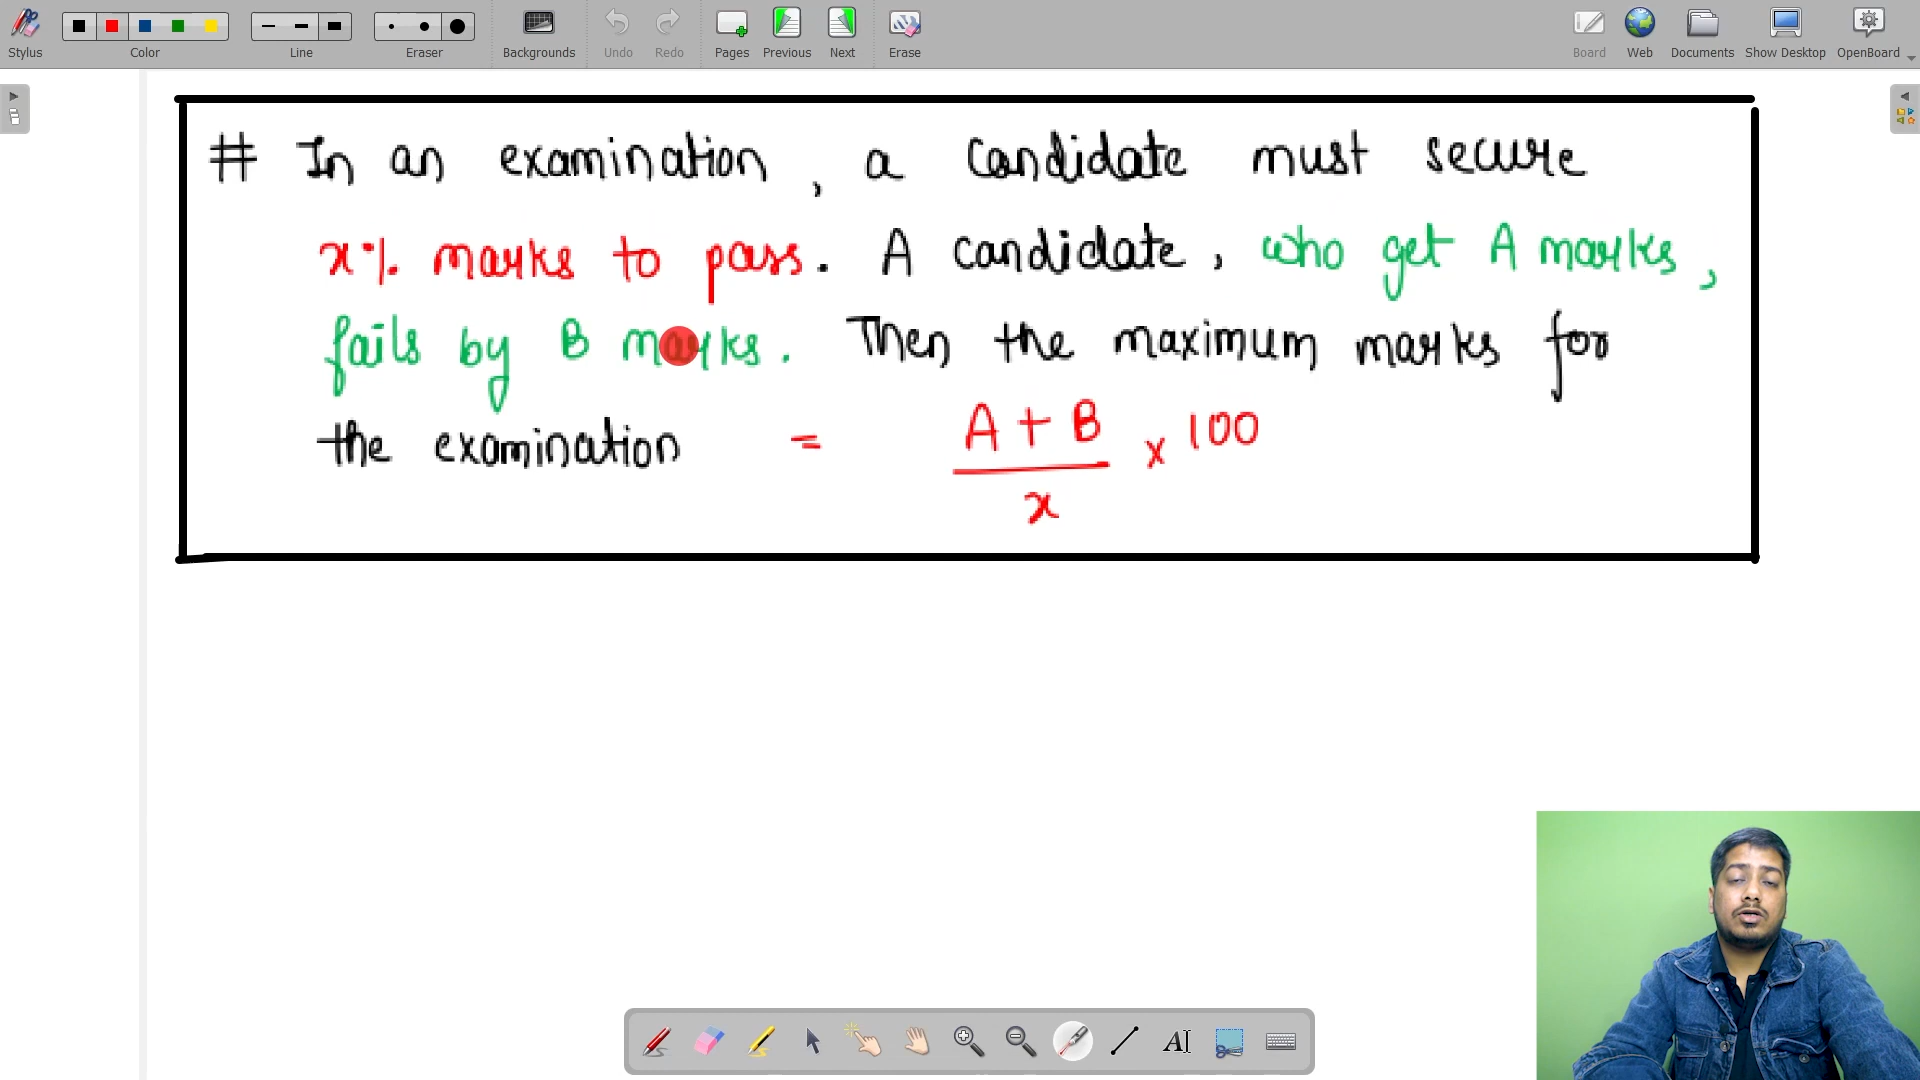 Stylus Color Line Eraser Backgrounds Undo Redo Pages Previous Next Erase Board Web Documents Show Desktop OpenBoard
# In an examination, a candidate must secure
x% marks to pass. A candidate, who get A marks,
fails by B marks. Then the maximum marks for
the examination = A + B / x × 100